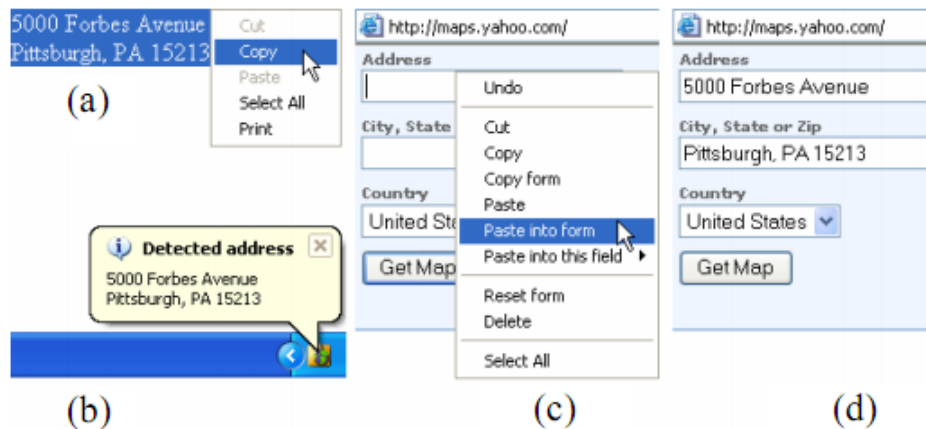 5000 Forbes Avenue
Pittsburgh, PA 15213
Cut
Copy
Paste
Select All
Print
(a)
Detected address
5000 Forbes Avenue
Pittsburgh, PA 15213
(b)
http://maps.yahoo.com/
Address
City, State
Country
United Sta
Get Map
Undo
Cut
Copy
Copy form
Paste
Paste into form
Paste into this field
Reset form
Delete
Select All
(c)
http://maps.yahoo.com/
Address
5000 Forbes Avenue
City, State or Zip
Pittsburgh, PA 15213
Country
United States
Get Map
(d)